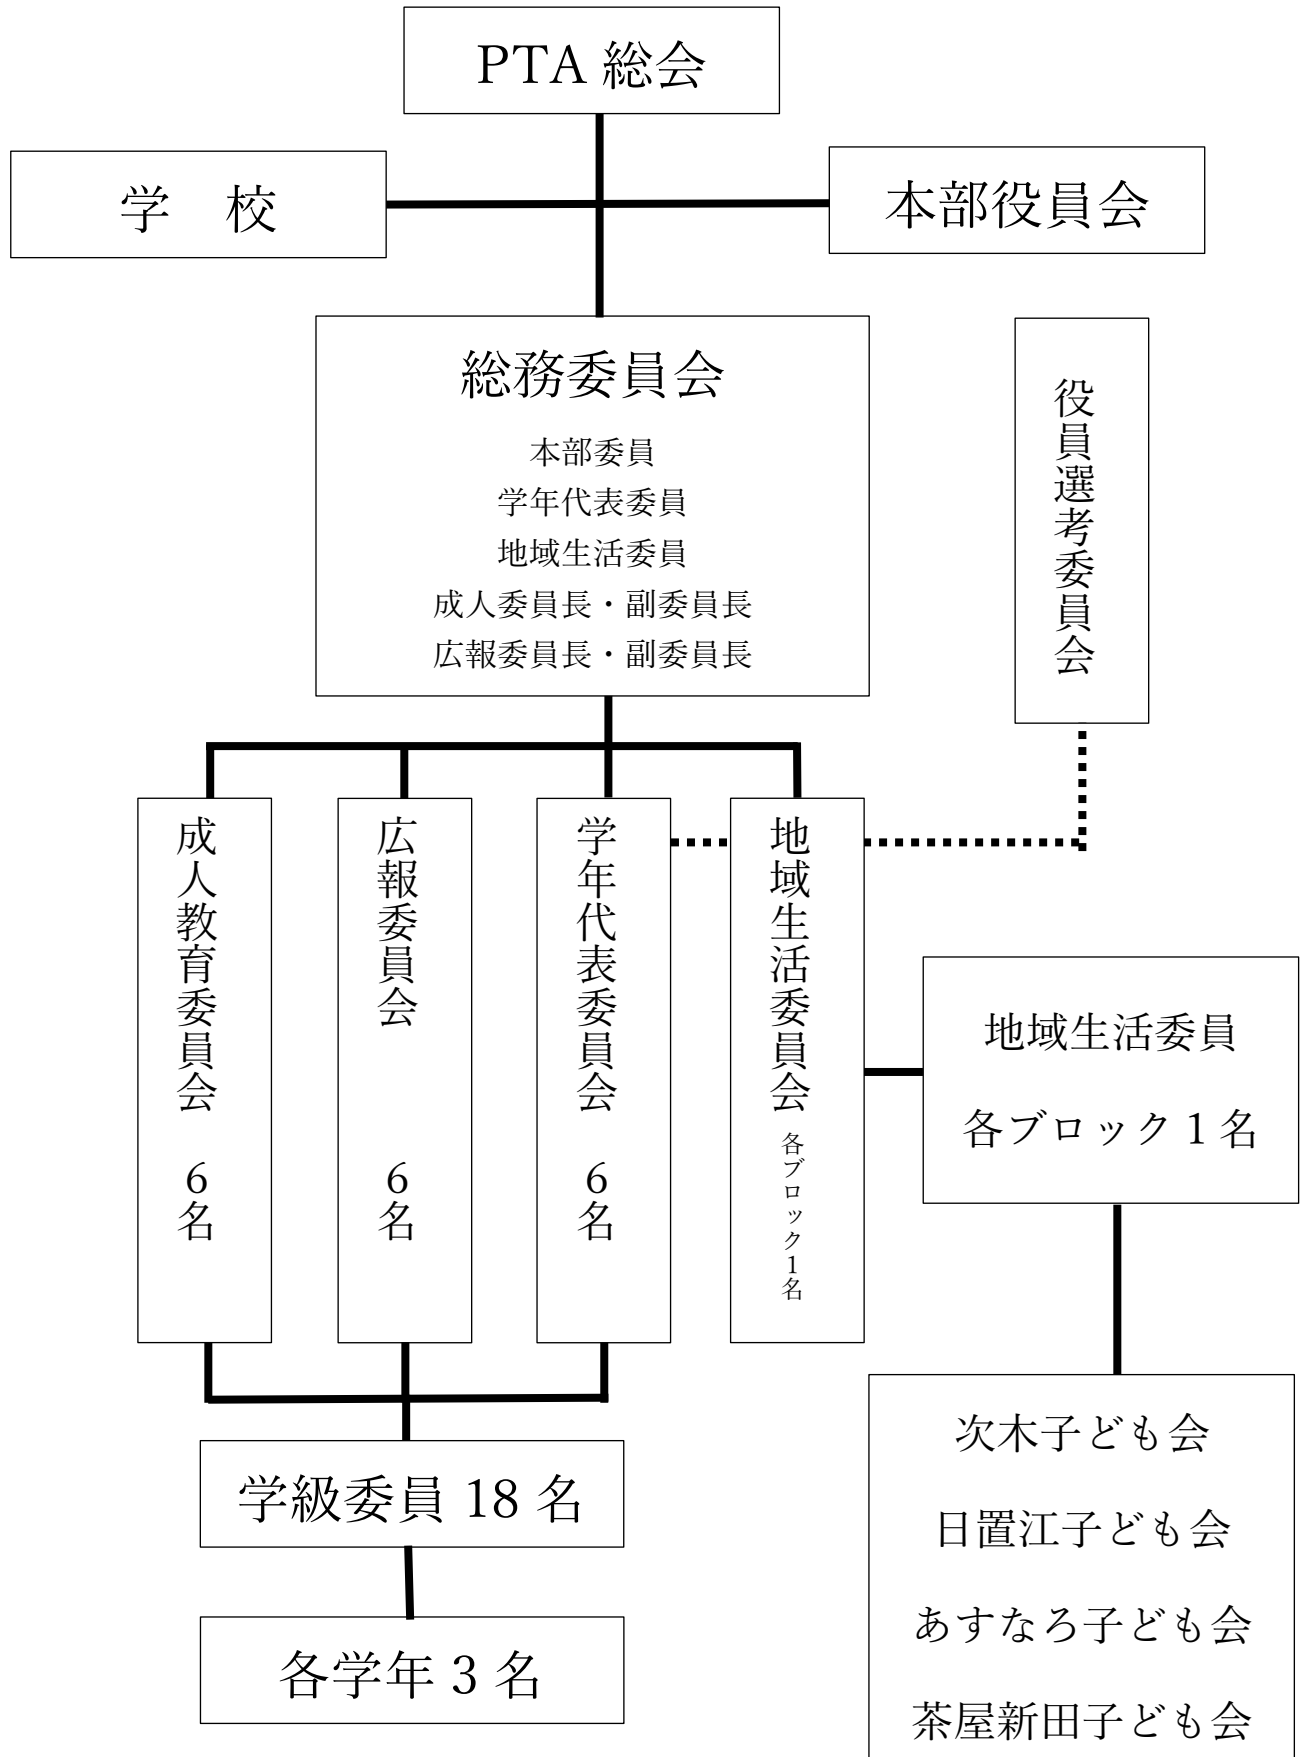 PTA 総会
学　校
本部役員会
総務委員会
本部委員
学年代表委員
地域生活委員
成人委員長・副委員長
広報委員長・副委員長
役員選考委員会
成人教育委員会　6名
広報委員会　6名
学年代表委員会　6名
地域生活委員会 各ブロック1名
地域生活委員
各ブロック 1 名
学級委員 18 名
各学年 3 名
次木子ども会
日置江子ども会
あすなろ子ども会
茶屋新田子ども会